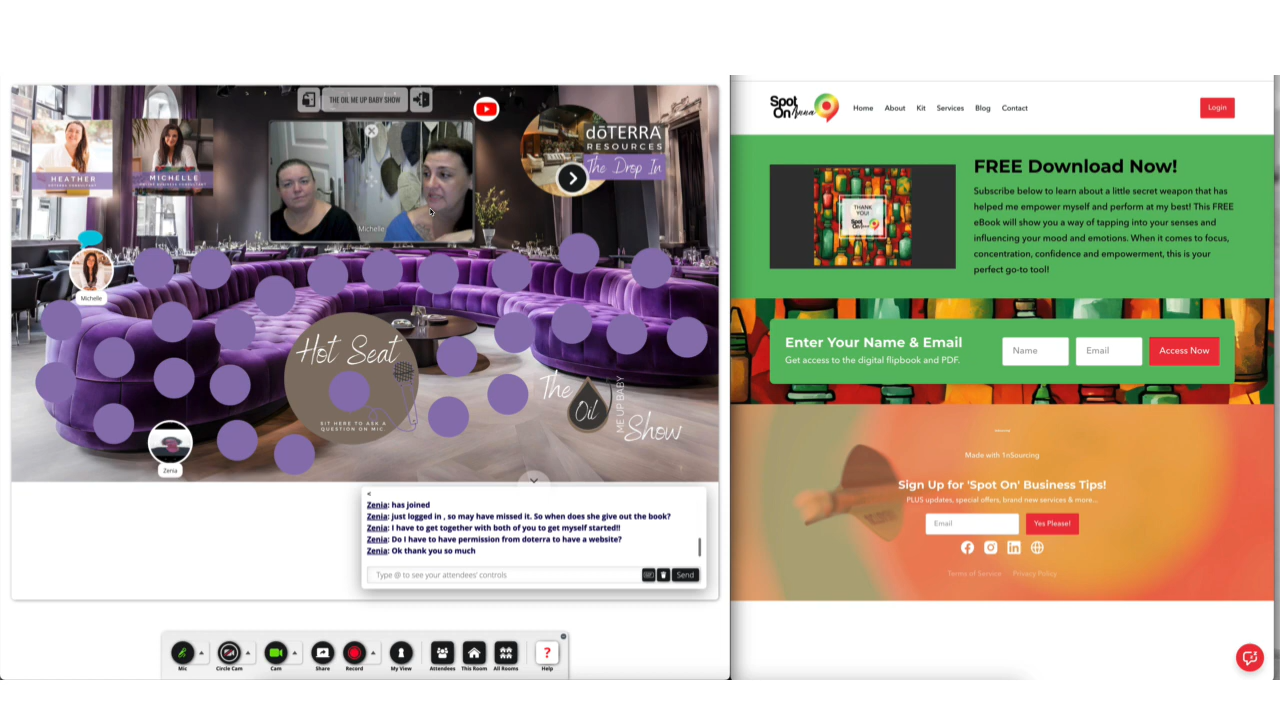 THE OIL ME UP BABY SHOW
HEATHER
MICHELLE
Michelle
dōTERRA
RESOURCES
The Drop In
Michelle
Hot Seat
SIT HERE TO ASK A
QUESTION ON MIC.
The
Oil
ME UP BABY
Show
Zenia
<
Zenia: has joined
Zenia: just logged in , so may have missed it. So when does she give out the book?
Zenia: I have to get together with both of you to get myself started!!
Zenia: Do I have to have permission from doterra to have a website?
Zenia: Ok thank you so much
Type @ to see your attendees' controls
Send
Mic
Circle Cam
Cam
Share
Record
My View
Attendees
This Room
All Rooms
?
Help
Spot
On Anna
Home
About
Kit
Services
Blog
Contact
Login
THANK
YOU!
Spot
On
FREE Download Now!
Subscribe below to learn about a little secret weapon that has
helped me empower myself and perform at my best! This FREE
eBook will show you a way of tapping into your senses and
influencing your mood and emotions. When it comes to focus,
concentration, confidence and empowerment, this is your
perfect go-to tool!
Enter Your Name & Email
Get access to the digital flipbook and PDF.
Name
Email
Access Now
Made with 1nSourcing
Sign Up for 'Spot On' Business Tips!
PLUS updates, special offers, brand new services & more...
Email
Yes Please!
Terms of Service
Privacy Policy